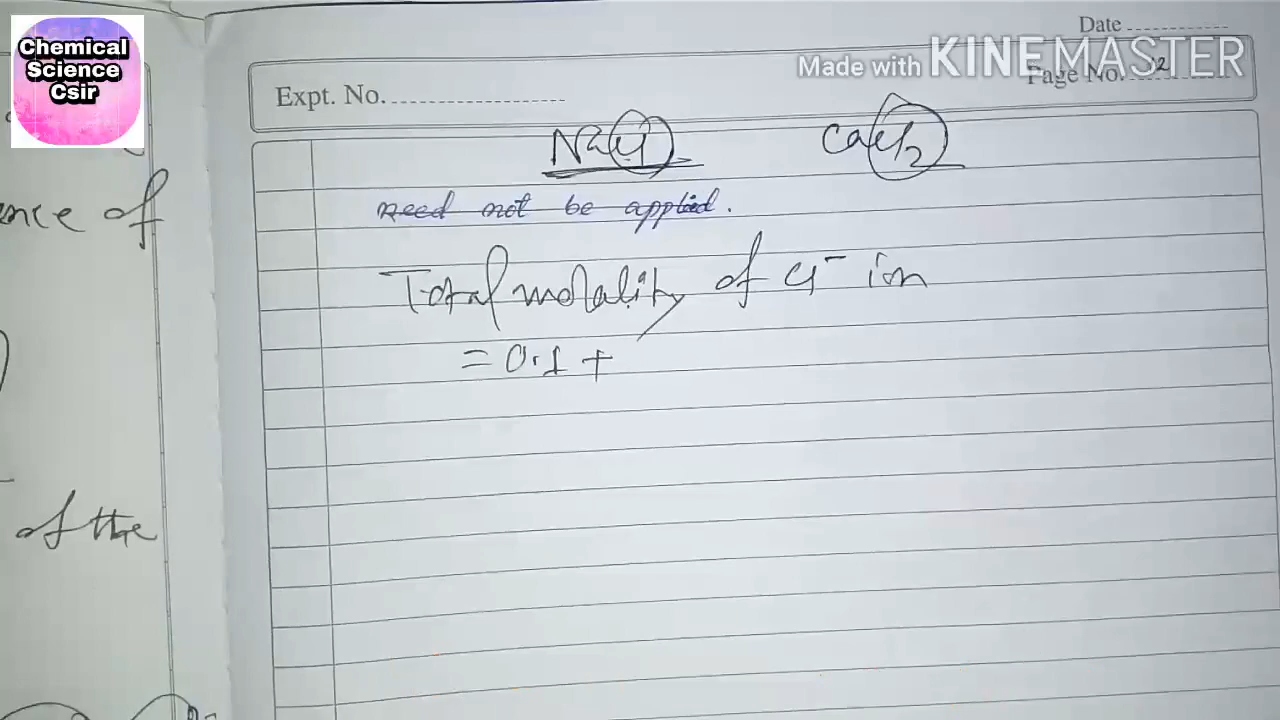 Chemical
Science
Csir
Date
Made with KINEMASTER
Page No. 12
Expt. No.
NaCl CaCl2
need not be applied.
Total molality of Cl- ion
= 0.1 +
ence of
of the